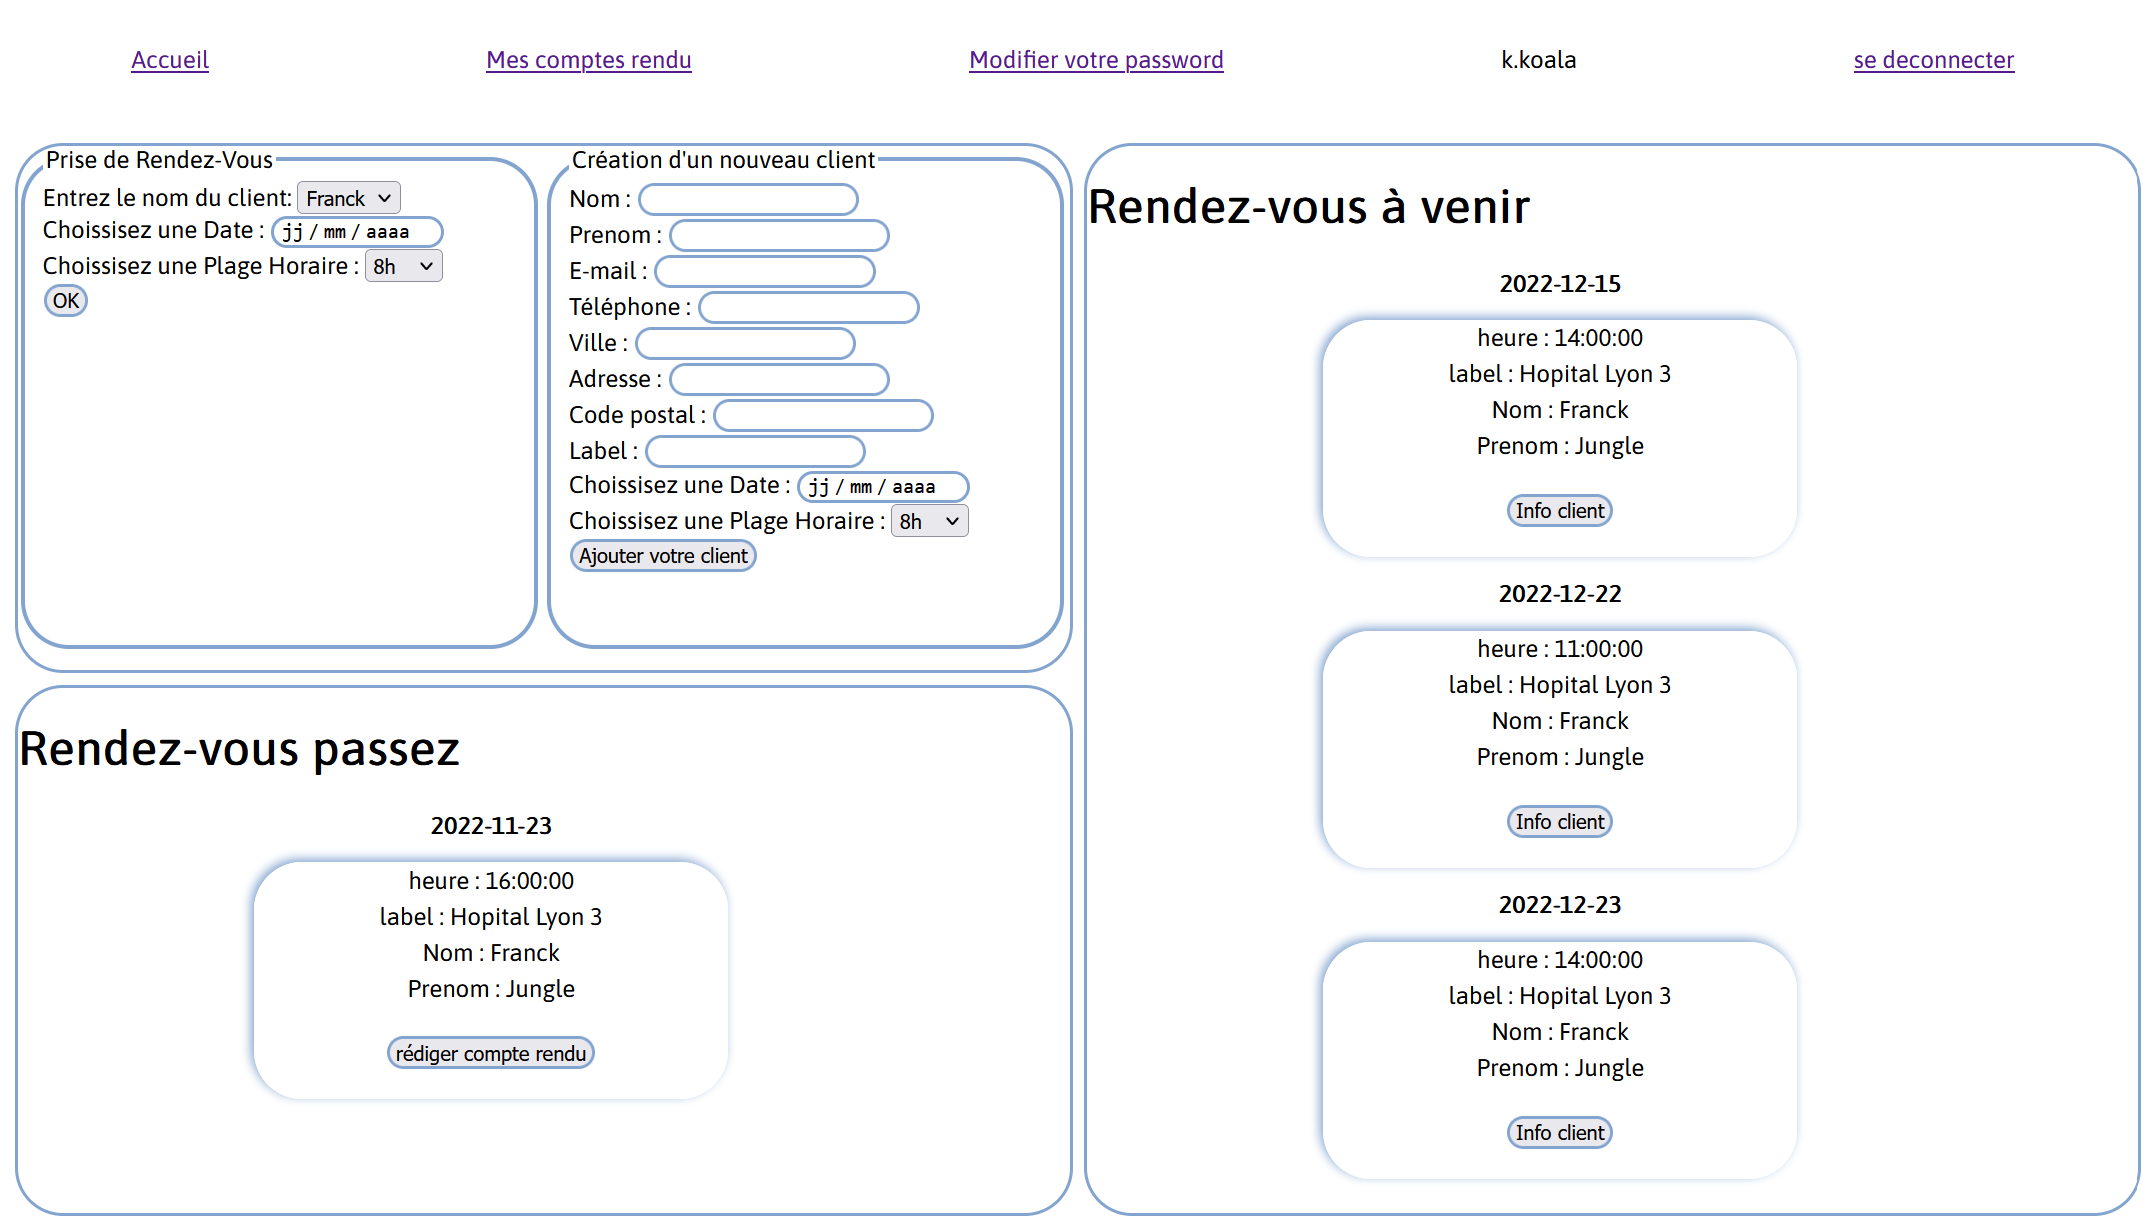 Accueil
Mes comptes rendu
Modifier votre password
k.koala
se deconnecter
Prise de Rendez-Vous
Entrez le nom du client: Franck
Choissisez une Date : jj / mm / aaaa
Choissisez une Plage Horaire : 8h
OK
Création d'un nouveau client
Nom :
Prenom :
E-mail :
Téléphone :
Ville :
Adresse :
Code postal :
Label :
Choissisez une Date : jj / mm / aaaa
Choissisez une Plage Horaire : 8h
Ajouter votre client
Rendez-vous passez
2022-11-23
heure : 16:00:00
label : Hopital Lyon 3
Nom : Franck
Prenom : Jungle
rédiger compte rendu
Rendez-vous à venir
2022-12-15
heure : 14:00:00
label : Hopital Lyon 3
Nom : Franck
Prenom : Jungle
Info client
2022-12-22
heure : 11:00:00
label : Hopital Lyon 3
Nom : Franck
Prenom : Jungle
Info client
2022-12-23
heure : 14:00:00
label : Hopital Lyon 3
Nom : Franck
Prenom : Jungle
Info client